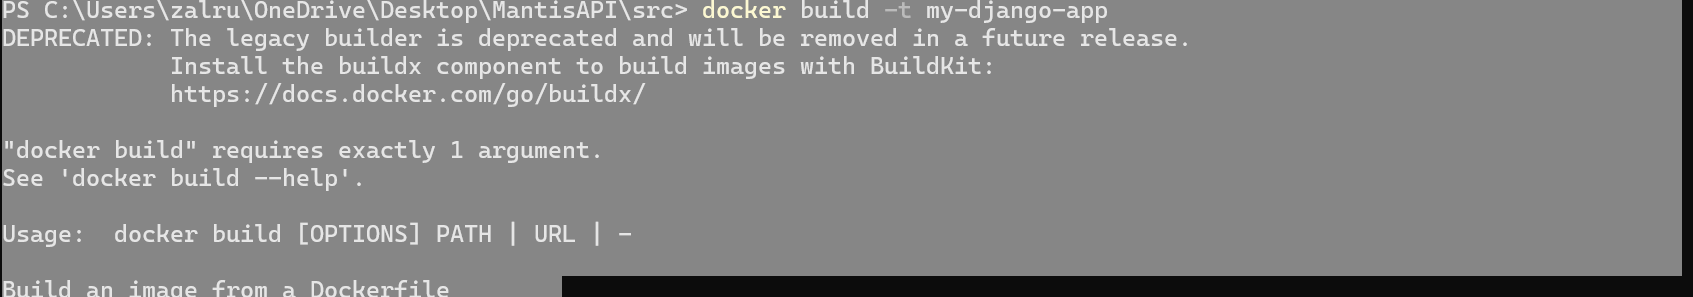 PS C:\Users\zalru\OneDrive\Desktop\MantisAPI\src> docker build -t my-django-app
DEPRECATED: The legacy builder is deprecated and will be removed in a future release.
Install the buildx component to build images with BuildKit:
https://docs.docker.com/go/buildx/
"docker build" requires exactly 1 argument.
See 'docker build --help'.
Usage:  docker build [OPTIONS] PATH | URL | -
Build an image from a Dockerfile